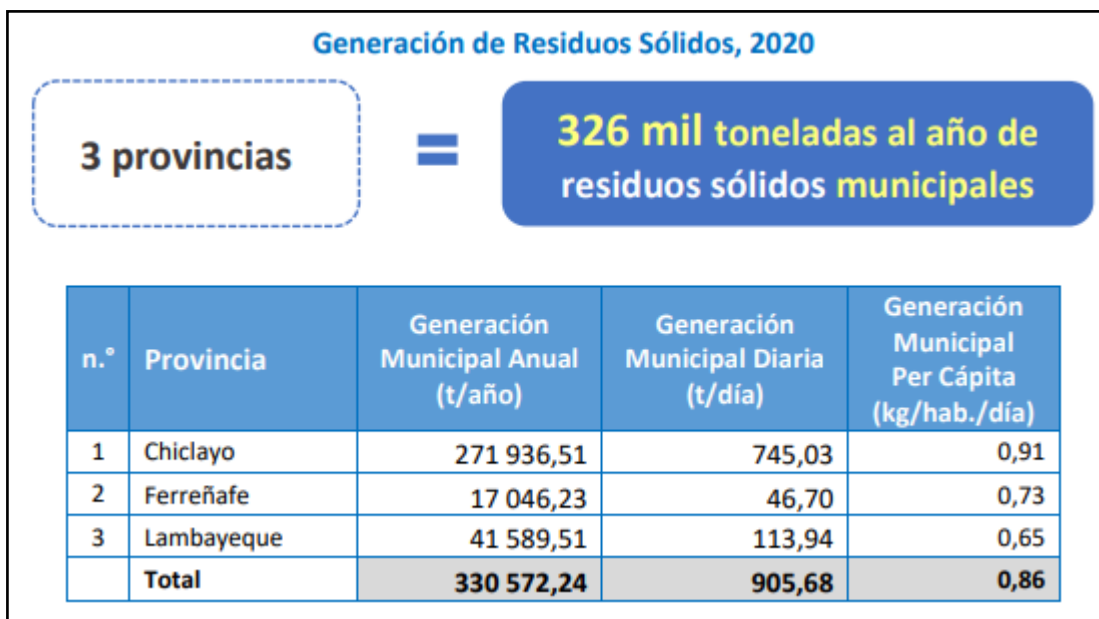 Generación de Residuos Sólidos, 2020
3 provincias
=
326 mil toneladas al año de
residuos sólidos municipales
n.° Provincia Generación Municipal Anual (t/año) Generación Municipal Diaria (t/día) Generación Municipal Per Cápita (kg/hab./día)
1 Chiclayo 271 936,51 745,03 0,91
2 Ferreñafe 17 046,23 46,70 0,73
3 Lambayeque 41 589,51 113,94 0,65
Total 330 572,24 905,68 0,86